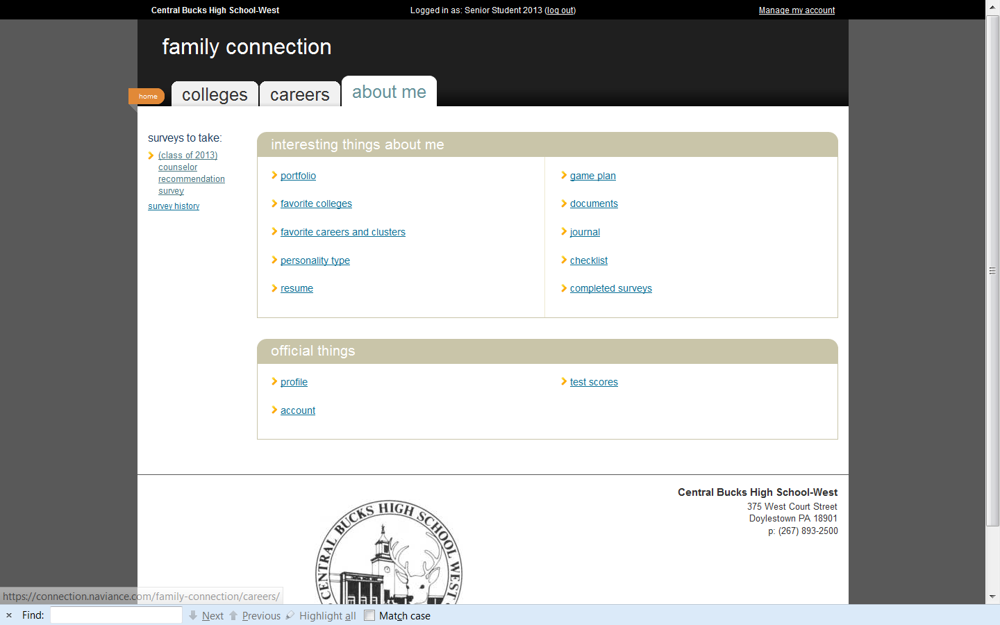 Central Bucks High School-West
Logged in as: Senior Student 2013 (log out)
Manage my account
family connection
home
colleges
careers
about me
surveys to take:
(class of 2013)
counselor
recommendation
survey
survey history
interesting things about me
portfolio
game plan
favorite colleges
documents
favorite careers and clusters
journal
personality type
checklist
resume
completed surveys
official things
profile
test scores
account
Central Bucks High School-West
375 West Court Street
Doylestown PA 18901
p: (267) 893-2500
CENTRAL BUCKS HIGH SCHOOL WEST
https://connection.naviance.com/family-connection/careers/
× Find: Next Previous Highlight all Match case